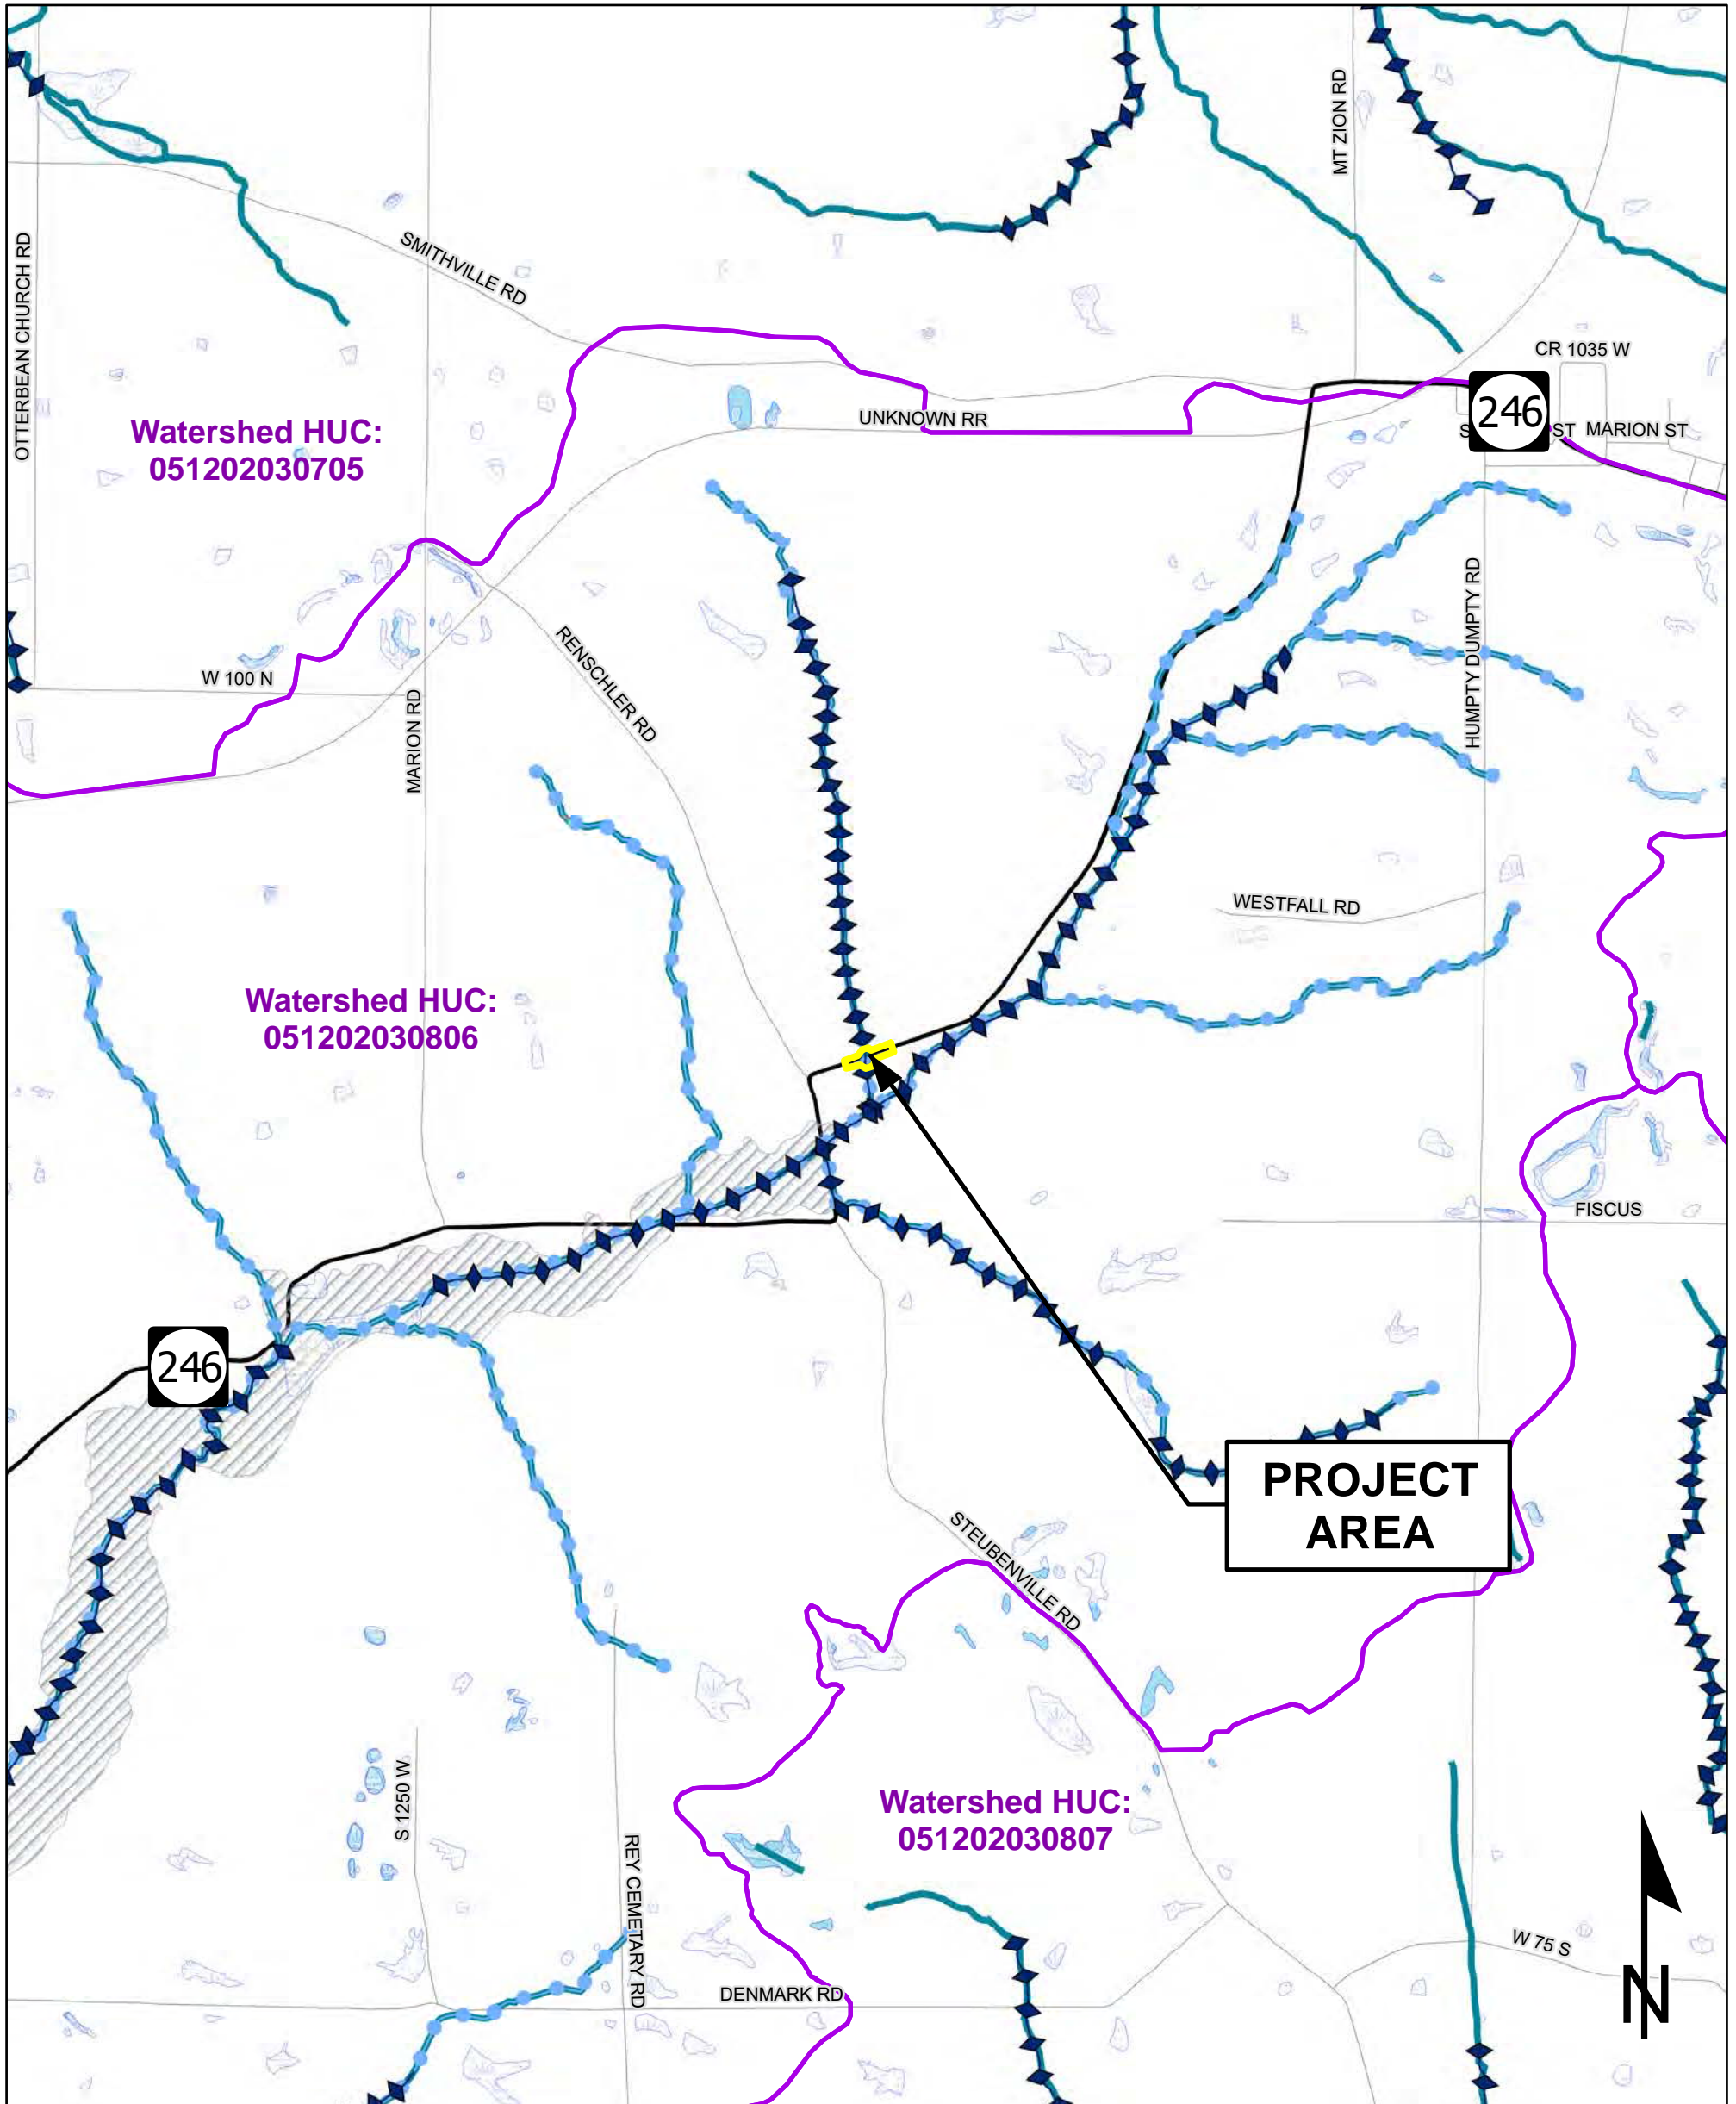 MT ZION RD
OTTERBEAN CHURCH RD
SMITHVILLE RD
CR 1035 W
UNKNOWN RR
246
ST MARION ST
Watershed HUC:
051202030705
HUMPTY DUMPTY RD
RENSCHLER RD
W 100 N
MARION RD
WESTFALL RD
Watershed HUC:
051202030806
FISCUS
246
PROJECT
AREA
STEUBENVILLE RD
S 1250 W
Watershed HUC:
051202030807
REY CEMETARY RD
W 75 S
DENMARK RD
N